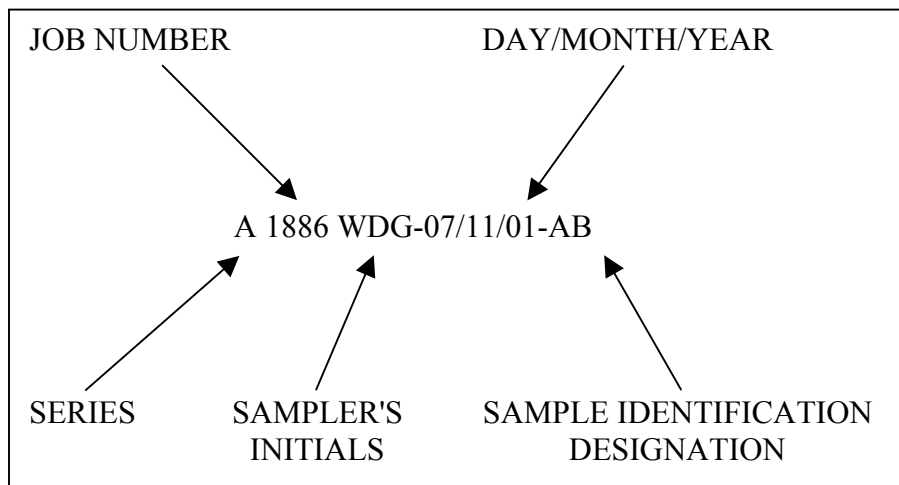 JOB NUMBER DAY/MONTH/YEAR
A 1886 WDG-07/11/01-AB
SERIES SAMPLER'S SAMPLE IDENTIFICATION
INITIALS DESIGNATION